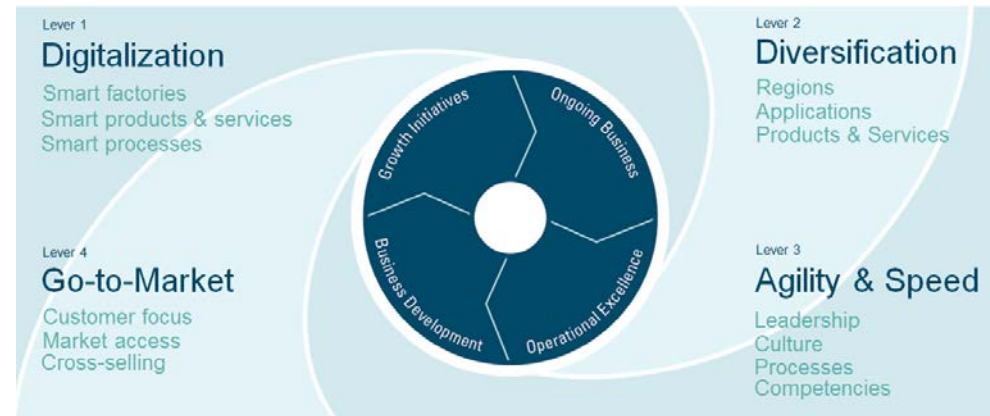 Lever 1
Digitalization
Smart factories
Smart products & services
Smart processes
Lever 2
Diversification
Regions
Applications
Products & Services
Growth Initiatives
Ongoing Business
Business Development
Operational Excellence
Lever 4
Go-to-Market
Customer focus
Market access
Cross-selling
Lever 3
Agility & Speed
Leadership
Culture
Processes
Competencies